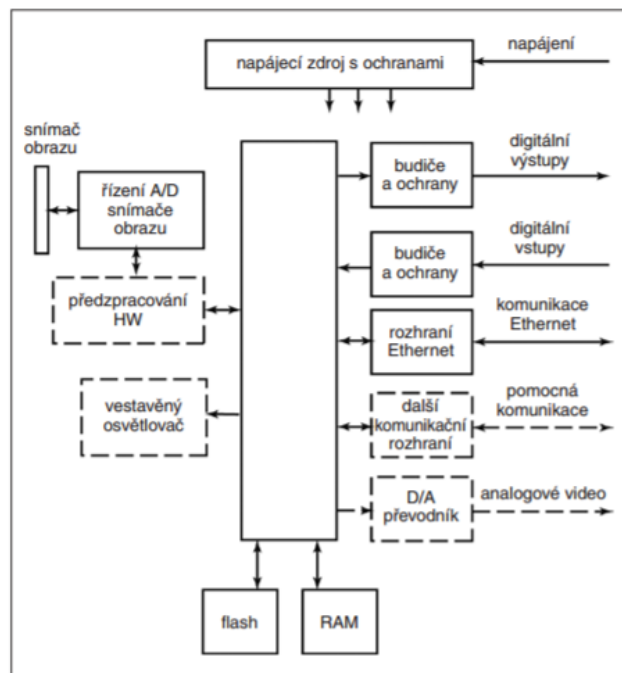 napájecí zdroj s ochranami
napájení
snímač
obrazu
řízení A/D
snímače
obrazu
předzpracování
HW
vestavěný
osvětlovač
budiče
a ochrany
digitální
výstupy
budiče
a ochrany
digitální
vstupy
rozhraní
Ethernet
komunikace
Ethernet
další
komunikační
rozhraní
pomocná
komunikace
D/A
převodník
analogové video
flash
RAM